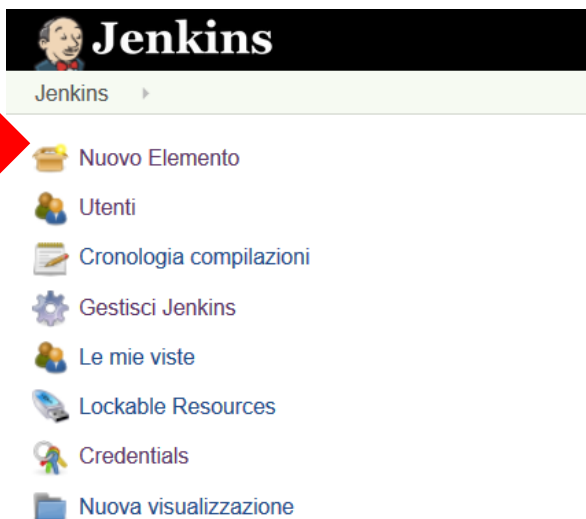 Jenkins
Jenkins
Nuovo Elemento
Utenti
Cronologia compilazioni
Gestisci Jenkins
Le mie viste
Lockable Resources
Credentials
Nuova visualizzazione